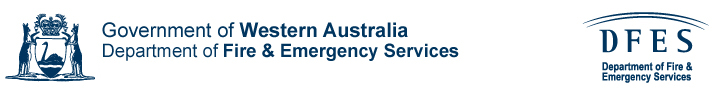 Government of Western Australia
Department of Fire & Emergency Services
DFES
Department of Fire &
Emergency Services